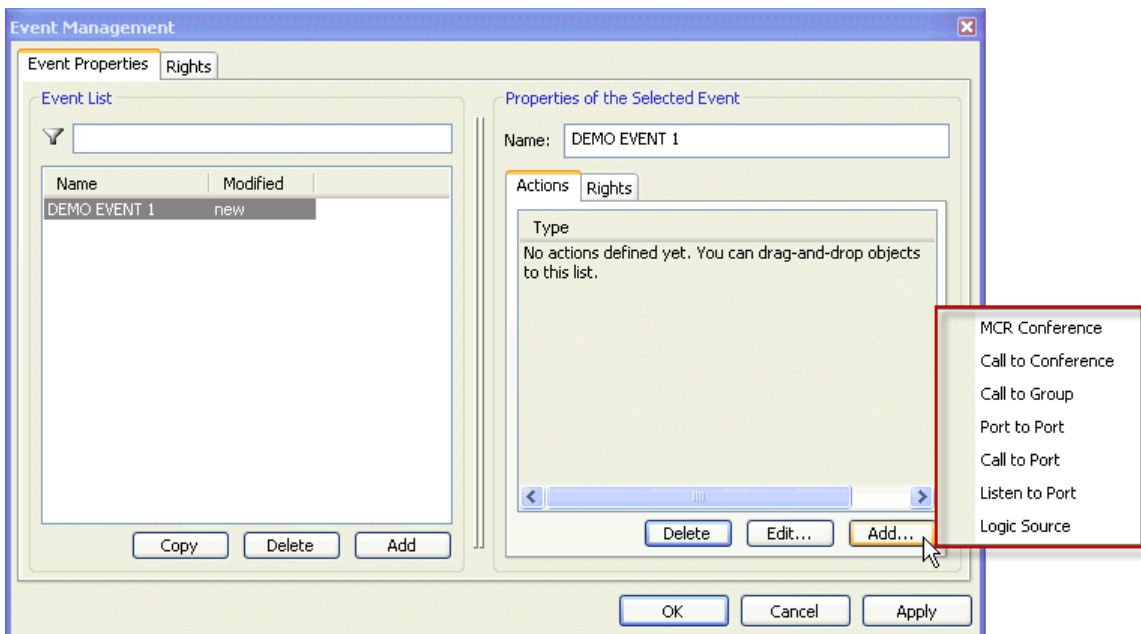 Event Management
Event Properties
Rights
Event List
Name
Modified
DEMO EVENT 1
new
Copy
Delete
Add
Properties of the Selected Event
Name:
DEMO EVENT 1
Actions
Rights
Type
No actions defined yet. You can drag-and-drop objects
to this list.
Delete
Edit...
Add...
MCR Conference
Call to Conference
Call to Group
Port to Port
Call to Port
Listen to Port
Logic Source
OK
Cancel
Apply